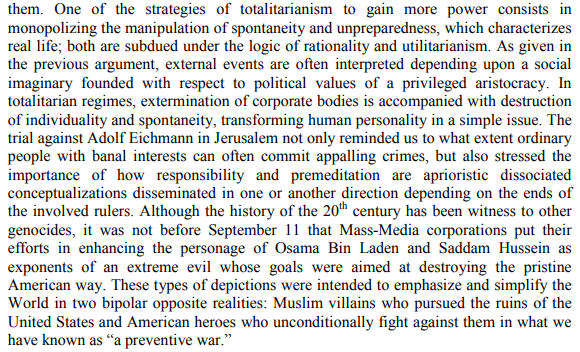 them. One of the strategies of totalitarianism to gain more power consists in
monopolizing the manipulation of spontaneity and unpreparedness, which characterizes
real life; both are subdued under the logic of rationality and utilitarianism. As given in
the previous argument, external events are often interpreted depending upon a social
imaginary founded with respect to political values of a privileged aristocracy. In
totalitarian regimes, extermination of corporate bodies is accompanied with destruction
of individuality and spontaneity, transforming human personality in a simple issue. The
trial against Adolf Eichmann in Jerusalem not only reminded us to what extent ordinary
people with banal interests can often commit appalling crimes, but also stressed the
importance of how responsibility and premeditation are aprioristic dissociated
conceptualizations disseminated in one or another direction depending on the ends of
the involved rulers. Although the history of the 20th century has been witness to other
genocides, it was not before September 11 that Mass-Media corporations put their
efforts in enhancing the personage of Osama Bin Laden and Saddam Hussein as
exponents of an extreme evil whose goals were aimed at destroying the pristine
American way. These types of depictions were intended to emphasize and simplify the
World in two bipolar opposite realities: Muslim villains who pursued the ruins of the
United States and American heroes who unconditionally fight against them in what we
have known as “a preventive war.”